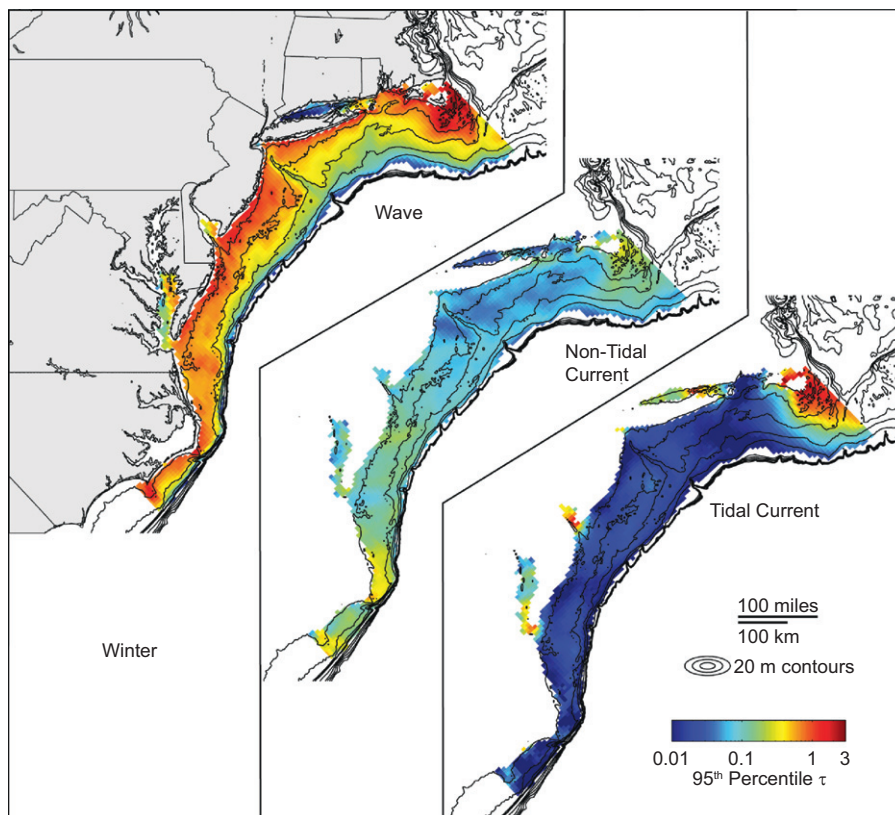 Wave
Non-Tidal
Current
Tidal Current
Winter
100 miles
100 km
20 m contours
0.01 0.1 1 3
95th Percentile τ